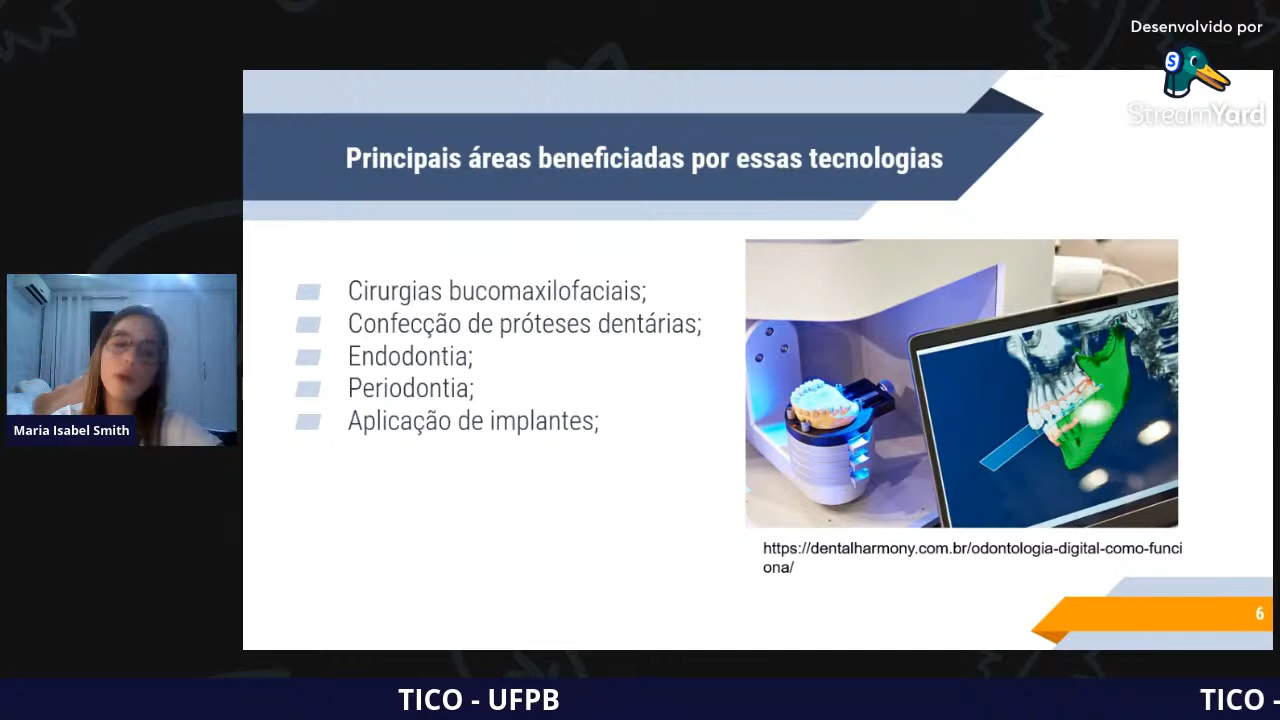 Desenvolvido por
StreamYard
Principais áreas beneficiadas por essas tecnologias
Cirurgias bucomaxilofaciais;
Confecção de próteses dentárias;
Endodontia;
Periodontia;
Aplicação de implantes;
Maria Isabel Smith
https://dentalharmony.com.br/odontologia-digital-como-funci
ona/
6
TICO - UFPB
TICO -